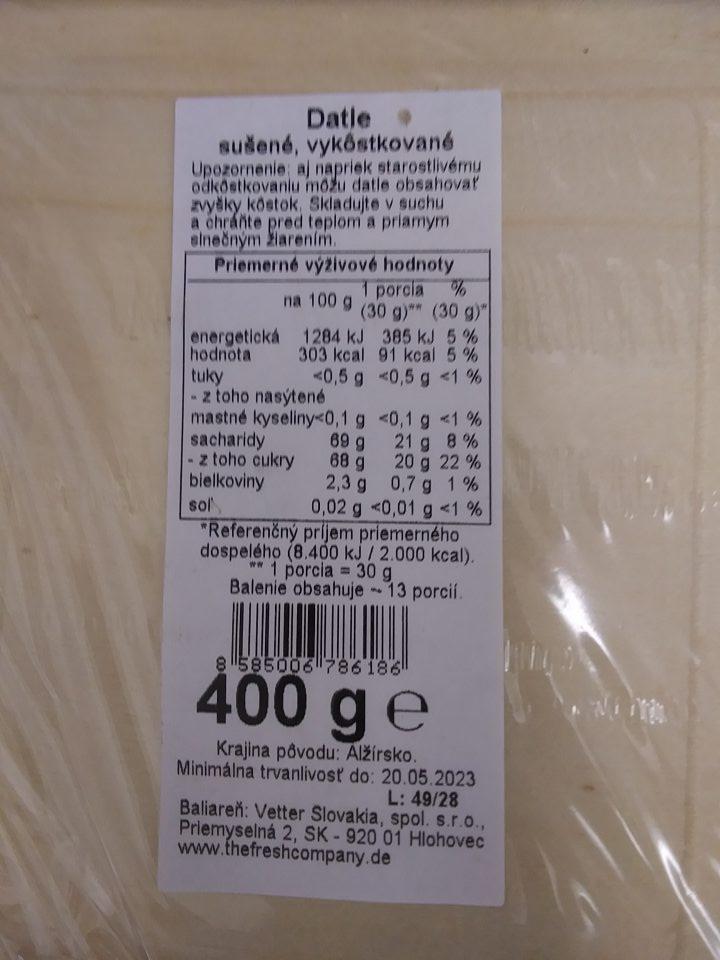 Datle
sušené, vykôstkované
Upozornenie: aj napriek starostlivému
odkôstkovaniu môžu datle obsahovať
zvyšky kôstok. Skladujte v suchu
a chráňte pred teplom a priamym
slnečným žiarením.
Priemerné výživové hodnoty
na 100 g 1 porcia (30 g)** % (30 g)*
energetická 1284 kJ 385 kJ 5 %
hodnota 303 kcal 91 kcal 5 %
tuky <0,5 g <0,5 g <1 %
- z toho nasýtené
mastné kyseliny<0,1 g <0,1 g <1 %
sacharidy 69 g 21 g 8 %
- z toho cukry 68 g 20 g 22 %
bielkoviny 2,3 g 0,7 g 1 %
soľ 0,02 g <0,01 g <1 %
*Referenčný príjem priemerného
dospelého (8.400 kJ / 2.000 kcal).
** 1 porcia = 30 g
Balenie obsahuje ~ 13 porcií.
8 585006 786186
400 g e
Krajina pôvodu: Alžírsko.
Minimálna trvanlivosť do: 20.05.2023
L: 49/28
Baliareň: Vetter Slovakia, spol. s.r.o.,
Priemyselná 2, SK - 920 01 Hlohovec
www.thefreshcompany.de